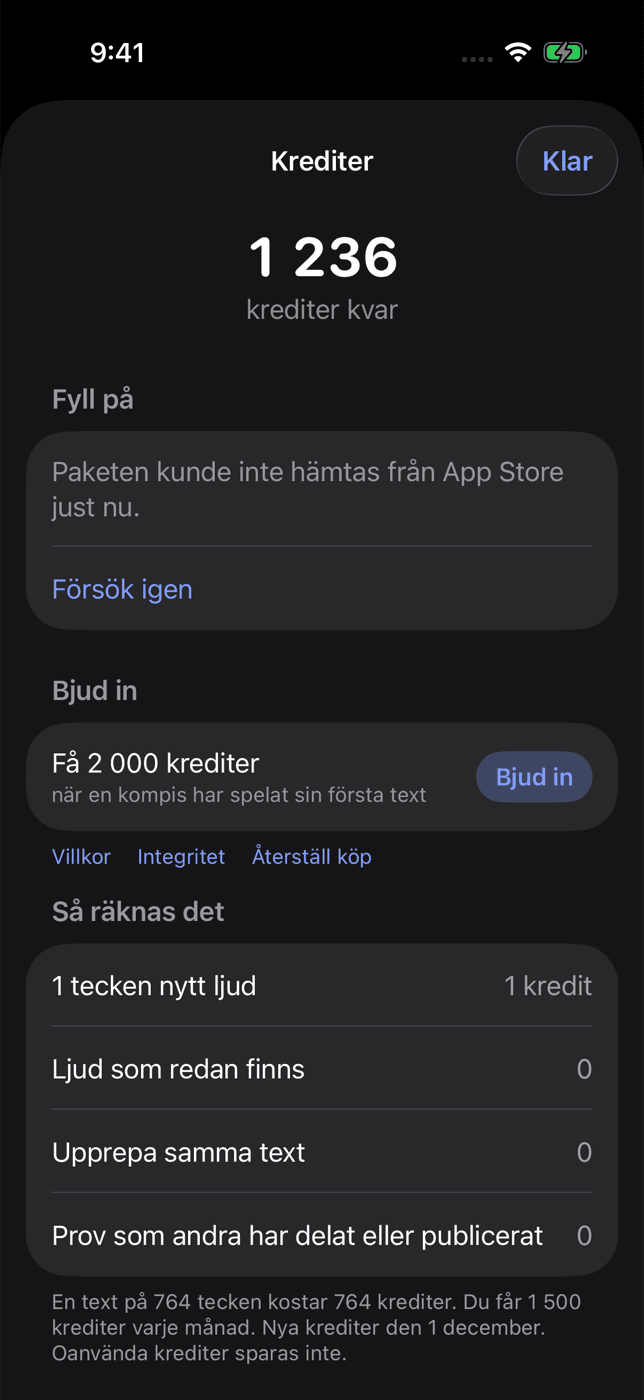 9:41
Krediter
Klar
1 236
krediter kvar
Fyll på
Paketen kunde inte hämtas från App Store
just nu.
Försök igen
Bjud in
Få 2 000 krediter
när en kompis har spelat sin första text
Bjud in
Villkor Integritet Återställ köp
Så räknas det
1 tecken nytt ljud 1 kredit
Ljud som redan finns 0
Upprepa samma text 0
Prov som andra har delat eller publicerat 0
En text på 764 tecken kostar 764 krediter. Du får 1 500
krediter varje månad. Nya krediter den 1 december.
Oanvända krediter sparas inte.